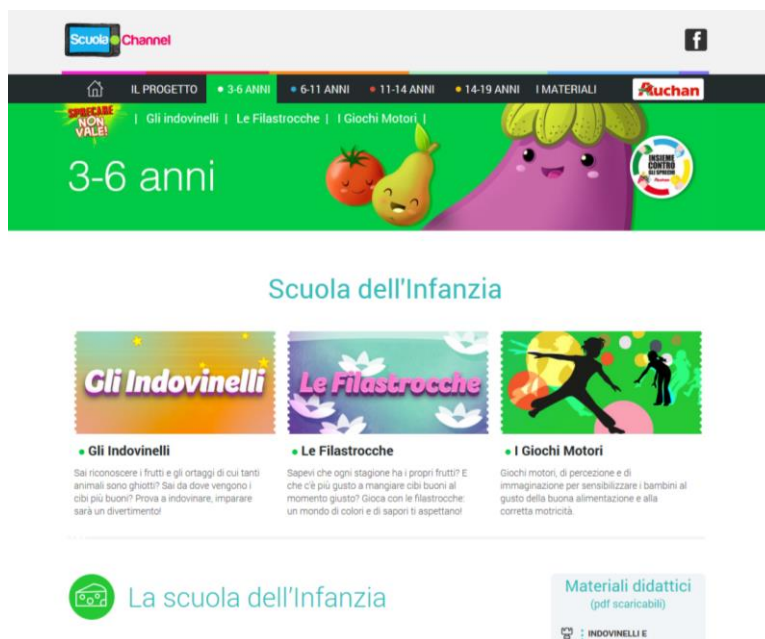 Scuola Channel
f
IL PROGETTO • 3-6 ANNI • 6-11 ANNI • 11-14 ANNI • 14-19 ANNI I MATERIALI Auchan
SPRECARE
NON
VALE!
| Gli indovinelli | Le Filastrocche | I Giochi Motori |
3-6 anni
INSIEME
CONTRO
GLI SPRECHI
Auchan
Scuola dell'Infanzia
Gli Indovinelli
Le Filastrocche
• Gli Indovinelli
Sai riconoscere i frutti e gli ortaggi di cui tanti
animali sono ghiotti? Sai da dove vengono i
cibi più buoni? Prova a indovinare, imparare
sarà un divertimento!
• Le Filastrocche
Sapevi che ogni stagione ha i propri frutti? E
che c'è più gusto a mangiare cibi buoni al
momento giusto? Gioca con le filastrocche:
un mondo di colori e di sapori ti aspettano!
• I Giochi Motori
Giochi motori, di percezione e di
immaginazione per sensibilizzare i bambini al
gusto della buona alimentazione e alla
corretta motricità.
La scuola dell'Infanzia
Materiali didattici
(pdf scaricabili)
: INDOVINELLI E